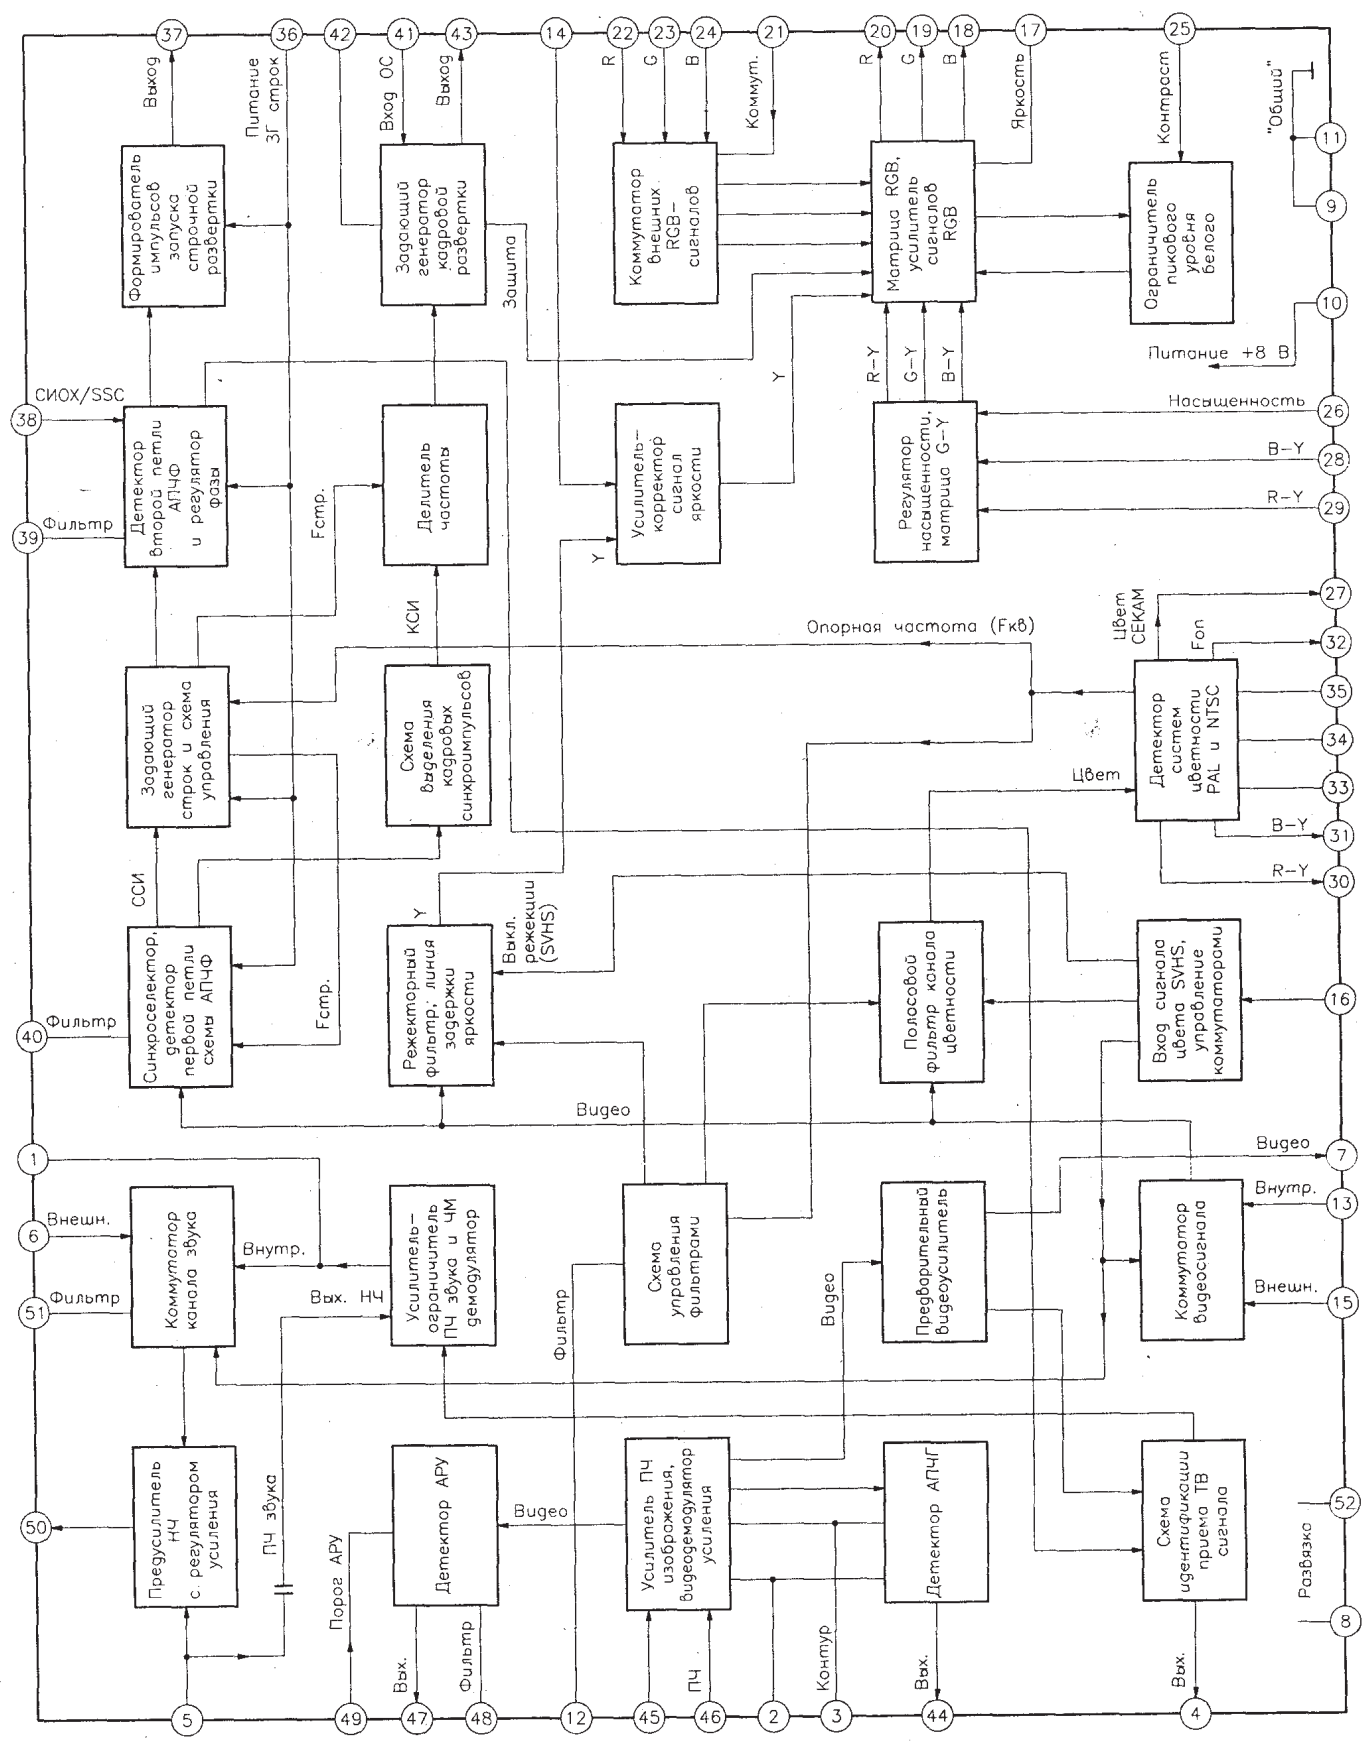 37
36
42
41
43
14
22
23
24
21
20
19
18
17
25
Выход
Питание
ЗГ строк
Вход ОС
Выход
R
G
B
Коммут.
R
G
B
Яркость
Контраст
"Общий"
11
9
10
Формирователь
импульсов
запуска
строчной
развертки
Задающий
генератор
кадровой
развертки
Защита
Коммутатор
внешних
RGB–
сигналов
Матрица RGB,
усилитель
сигналов
RGB
Ограничитель
пикового
уровня
белого
Питание +8 В
СИОХ/SSC
38
Фильтр
39
Детектор
второй петли
АПЧФ
и регулятор
фазы
Fстр.
Делитель
частоты
Усилитель–
корректор
сигнал
яркости
Y
Y
R–Y
G–Y
B–Y
Регулятор
насыщенности,
матрица G–Y
Насыщенность
26
B–Y
28
R–Y
29
Задающий
генератор
строк и схема
управления
КСИ
Схема
выделения
кадровых
синхроимпульсов
Опорная частота (Fкв)
Цвет
СЕКАМ
Fоп
27
32
35
34
33
31
30
Детектор
систем
цветности
PAL и NTSC
Цвет
B–Y
R–Y
ССИ
Синхроселектор,
детектор
первой петли
схемы АПЧФ
Фильтр
40
Fстр.
Y
Режекторный
фильтр; линия
задержки
яркости
Выкл.
режекции
(SVHS)
Полосовой
фильтр канала
цветности
Вход сигнала
цвета SVHS,
управление
коммутаторами
16
Видео
1
Внешн.
6
Фильтр
51
Коммутатор
канала звука
Внутр.
Вых. НЧ
Усилитель–
ограничитель
ПЧ звука и ЧМ
демодулятор
Фильтр
Схема
управления
фильтрами
Видео
Предварительный
видеоусилитель
Коммутатор
видеосигнала
Видео
7
Внутр.
13
Внешн.
15
50
Предусилитель
НЧ
с. регулятором
усиления
ПЧ звука
Порог АРУ
Детектор АРУ
Видео
Усилитель ПЧ
изображения,
видеодемодулятор
усиления
Детектор АПЧГ
Схема
идентификации
приема ТВ
сигнала
Развязка
52
8
Вых.
Фильтр
ПЧ
Контур
Вых.
Вых.
5
49
47
48
12
45
46
2
3
44
4